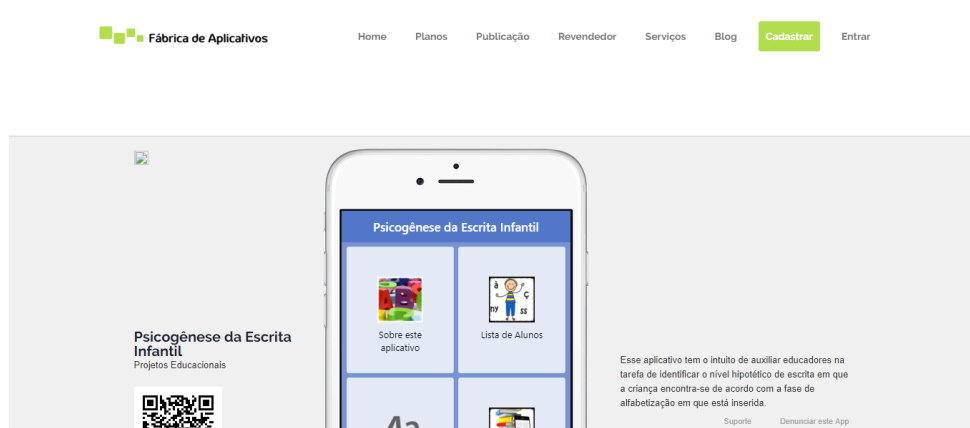 Fábrica de Aplicativos
Home Planos Publicação Revendedor Serviços Blog Cadastrar Entrar
Psicogênese da Escrita Infantil
Sobre este
aplicativo
Lista de Alunos
Psicogênese da Escrita
Infantil
Projetos Educacionais
Esse aplicativo tem o intuito de auxiliar educadores na
tarefa de identificar o nível hipotético de escrita em que
a criança encontra-se de acordo com a fase de
alfabetização em que está inserida.
Suporte Denunciar este App